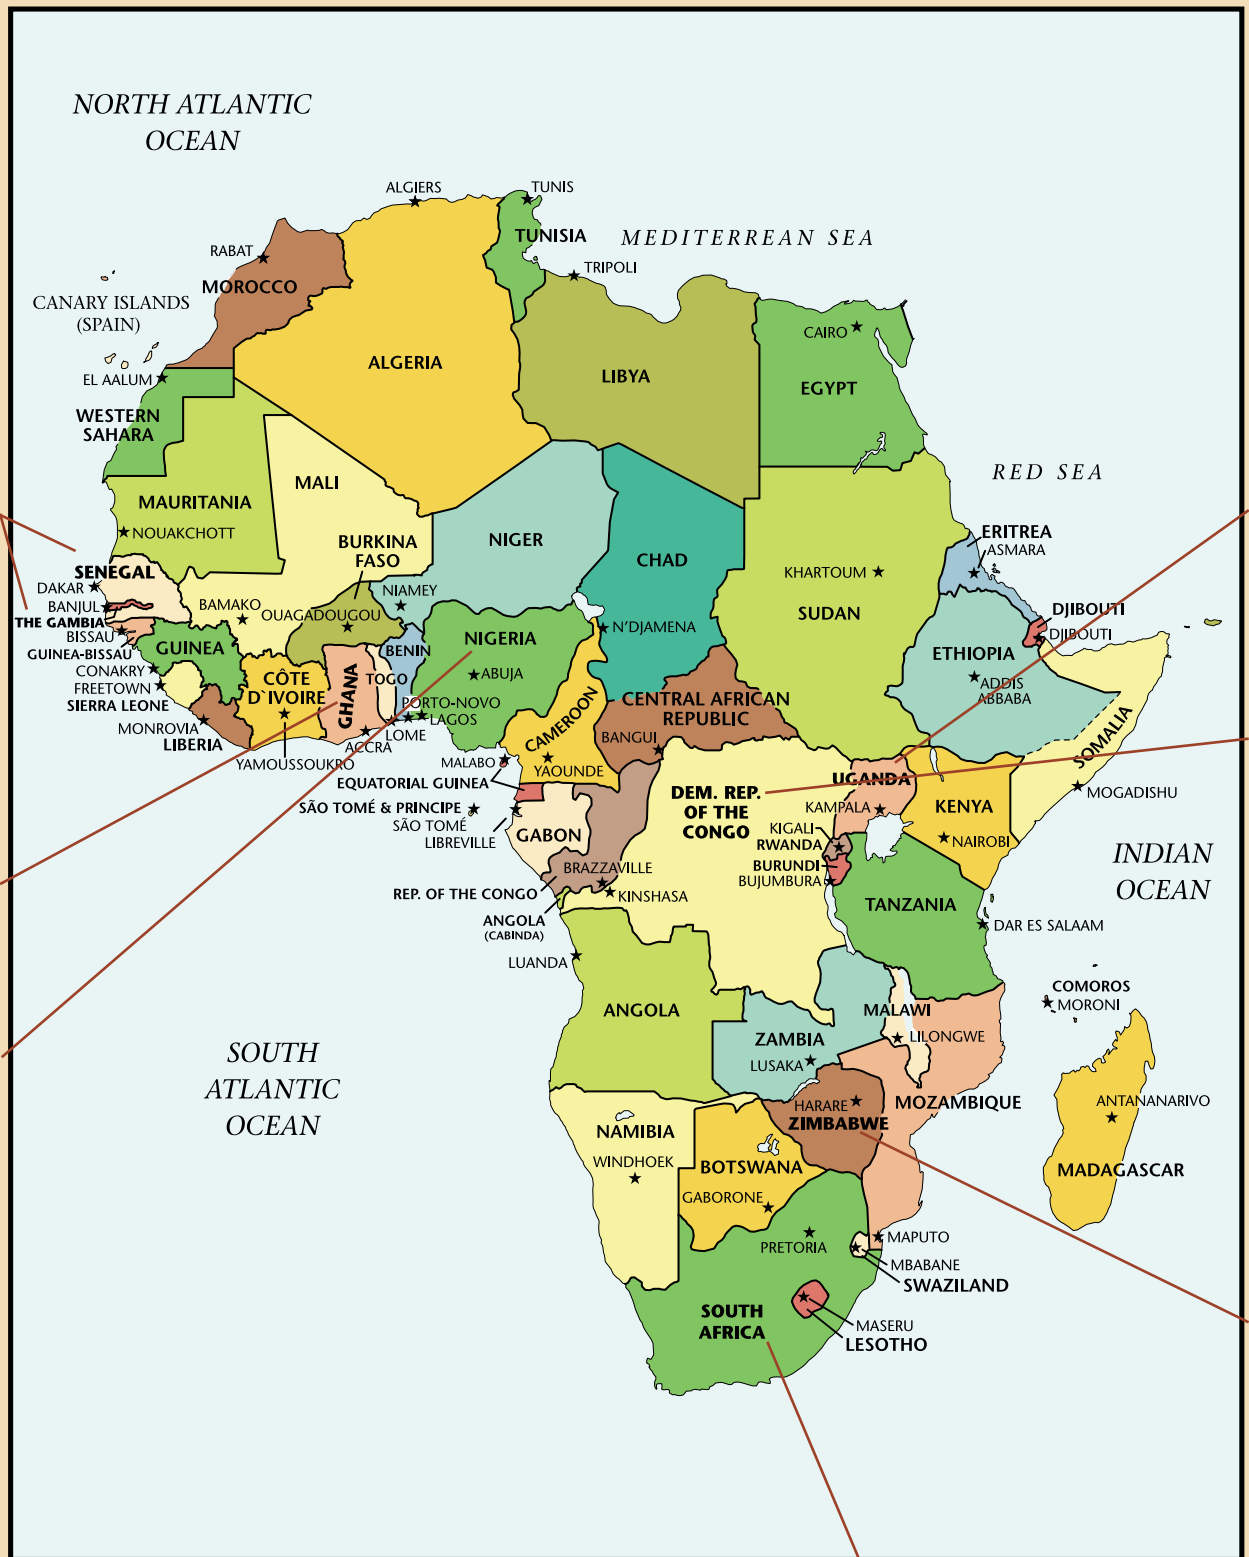 NORTH ATLANTIC
OCEAN
ALGIERS
TUNIS
TUNISIA
MEDITERREAN SEA
RABAT
TRIPOLI
MOROCCO
CANARY ISLANDS
(SPAIN)
CAIRO
ALGERIA
LIBYA
EGYPT
EL AALUM
WESTERN
SAHARA
RED SEA
MALI
MAURITANIA
NOUAKCHOTT
BURKINA
FASO
NIGER
CHAD
ERITREA
ASMARA
SENEGAL
KHARTOUM
DAKAR
NIAMEY
BANJUL
BAMAKO
OUAGADOUGOU
SUDAN
DJIBOUTI
THE GAMBIA
N'DJAMENA
DJIBOUTI
BISSAU
NIGERIA
GUINEA-BISSAU
GUINEA
BENIN
ETHIOPIA
CONAKRY
CÔTE
D`IVOIRE
TOGO
ABUJA
ADDIS
ABBABA
FREETOWN
GHANA
CENTRAL AFRICAN
REPUBLIC
SIERRA LEONE
PORTO-NOVO
LAGOS
CAMEROON
SOMALIA
MONROVIA
LIBERIA
LOME
BANGUI
ACCRA
YAMOUSSOUKRO
MALABO
YAOUNDE
EQUATORIAL GUINEA
UGANDA
DEM. REP.
OF THE
CONGO
MOGADISHU
SÃO TOMÉ & PRINCIPE
KAMPALA
KENYA
SÃO TOMÉ
LIBREVILLE
GABON
KIGALI
RWANDA
NAIROBI
INDIAN
OCEAN
BRAZZAVILLE
BURUNDI
BUJUMBURA
REP. OF THE CONGO
KINSHASA
TANZANIA
ANGOLA
(CABINDA)
DAR ES SALAAM
LUANDA
COMOROS
MORONI
ANGOLA
MALAWI
ZAMBIA
LILONGWE
SOUTH
ATLANTIC
OCEAN
LUSAKA
HARARE
MOZAMBIQUE
ANTANANARIVO
ZIMBABWE
NAMIBIA
WINDHOEK
BOTSWANA
MADAGASCAR
GABORONE
MAPUTO
PRETORIA
MBABANE
SWAZILAND
SOUTH
AFRICA
MASERU
LESOTHO